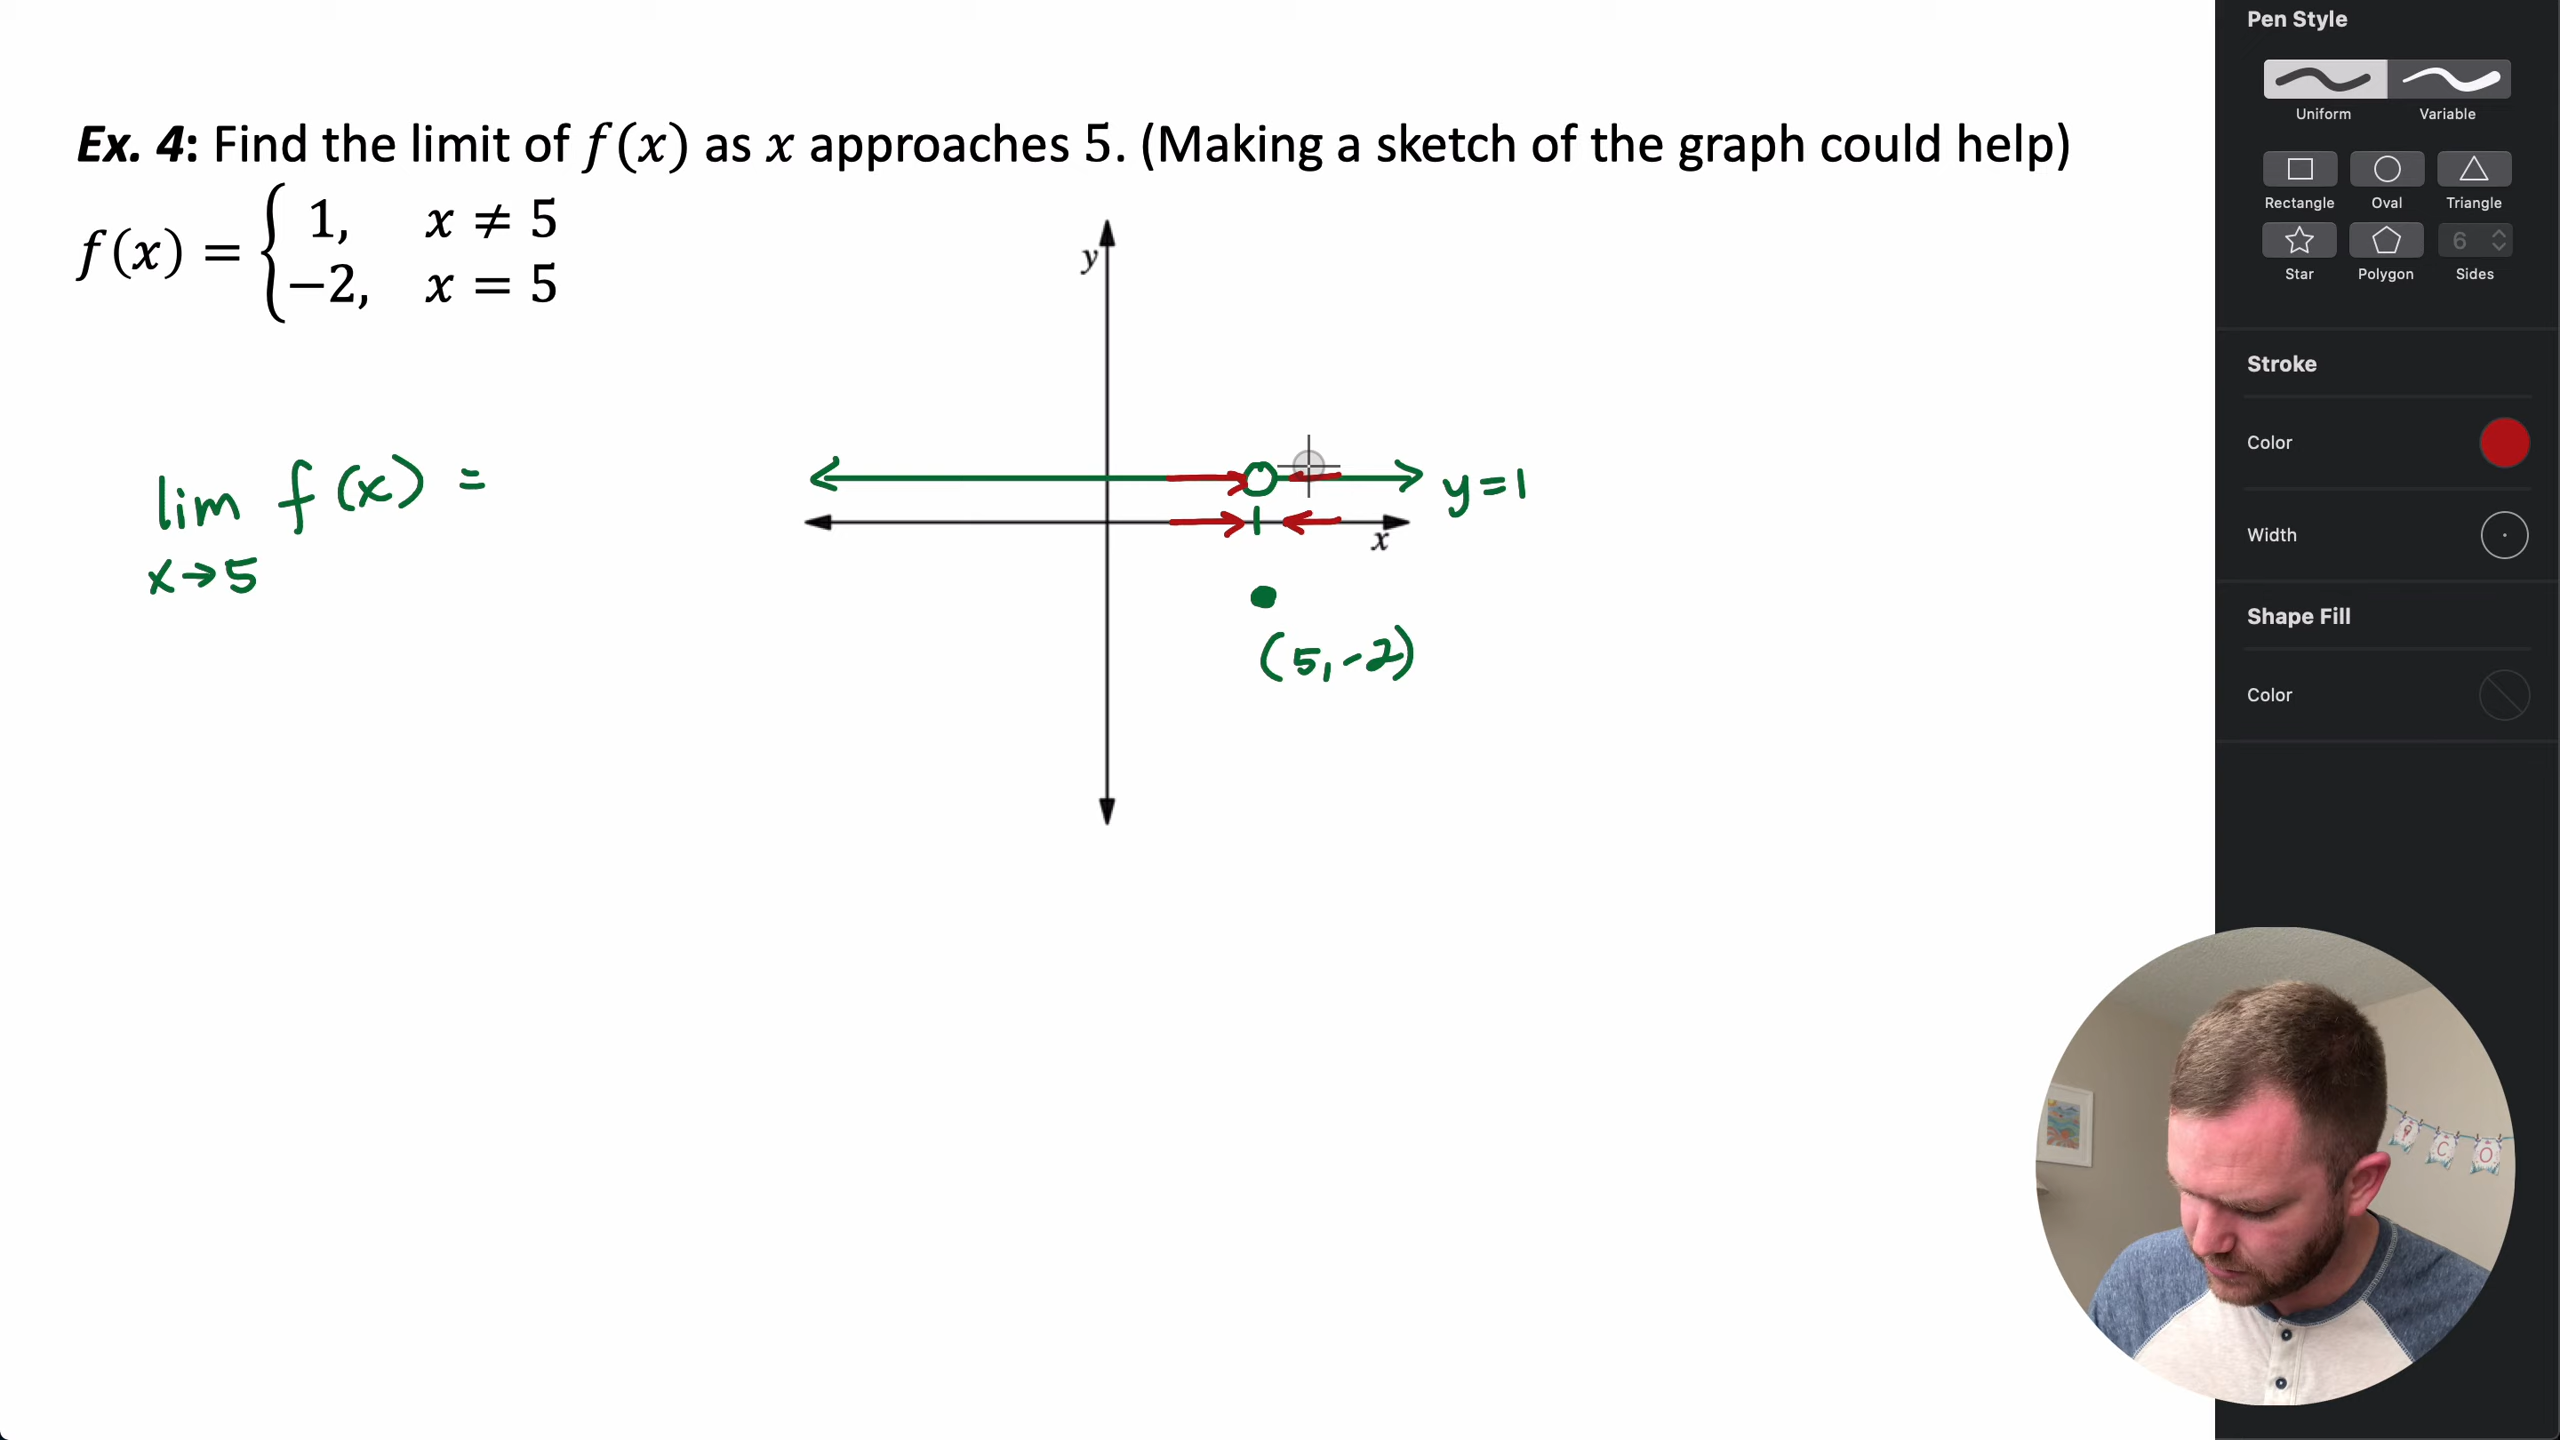 Ex. 4: Find the limit of f(x) as x approaches 5. (Making a sketch of the graph could help)
f(x) = { 1, x ≠ 5
−2, x = 5
lim f(x) =
x→5
y
x
y=1
(5,-2)
Pen Style
Uniform Variable
Rectangle Oval Triangle
6
Star Polygon Sides
Stroke
Color
Width
Shape Fill
Color
C O